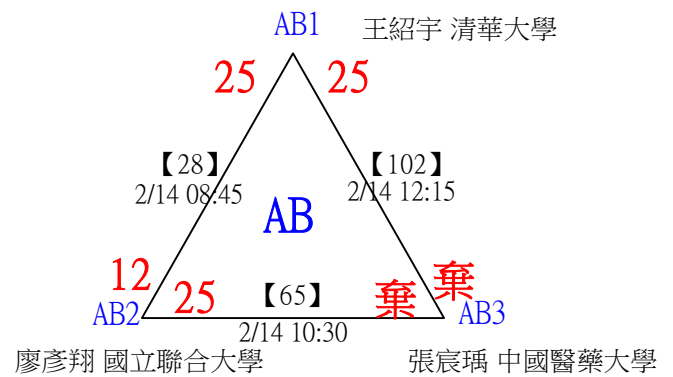 AB1 王紹宇 清華大學
25 25
【28】
2/14 08:45
【102】
2/14 12:15
AB
12 25
【65】
2/14 10:30
棄 棄
AB2
AB3
廖彥翔 國立聯合大學
張宸瑀 中國醫藥大學